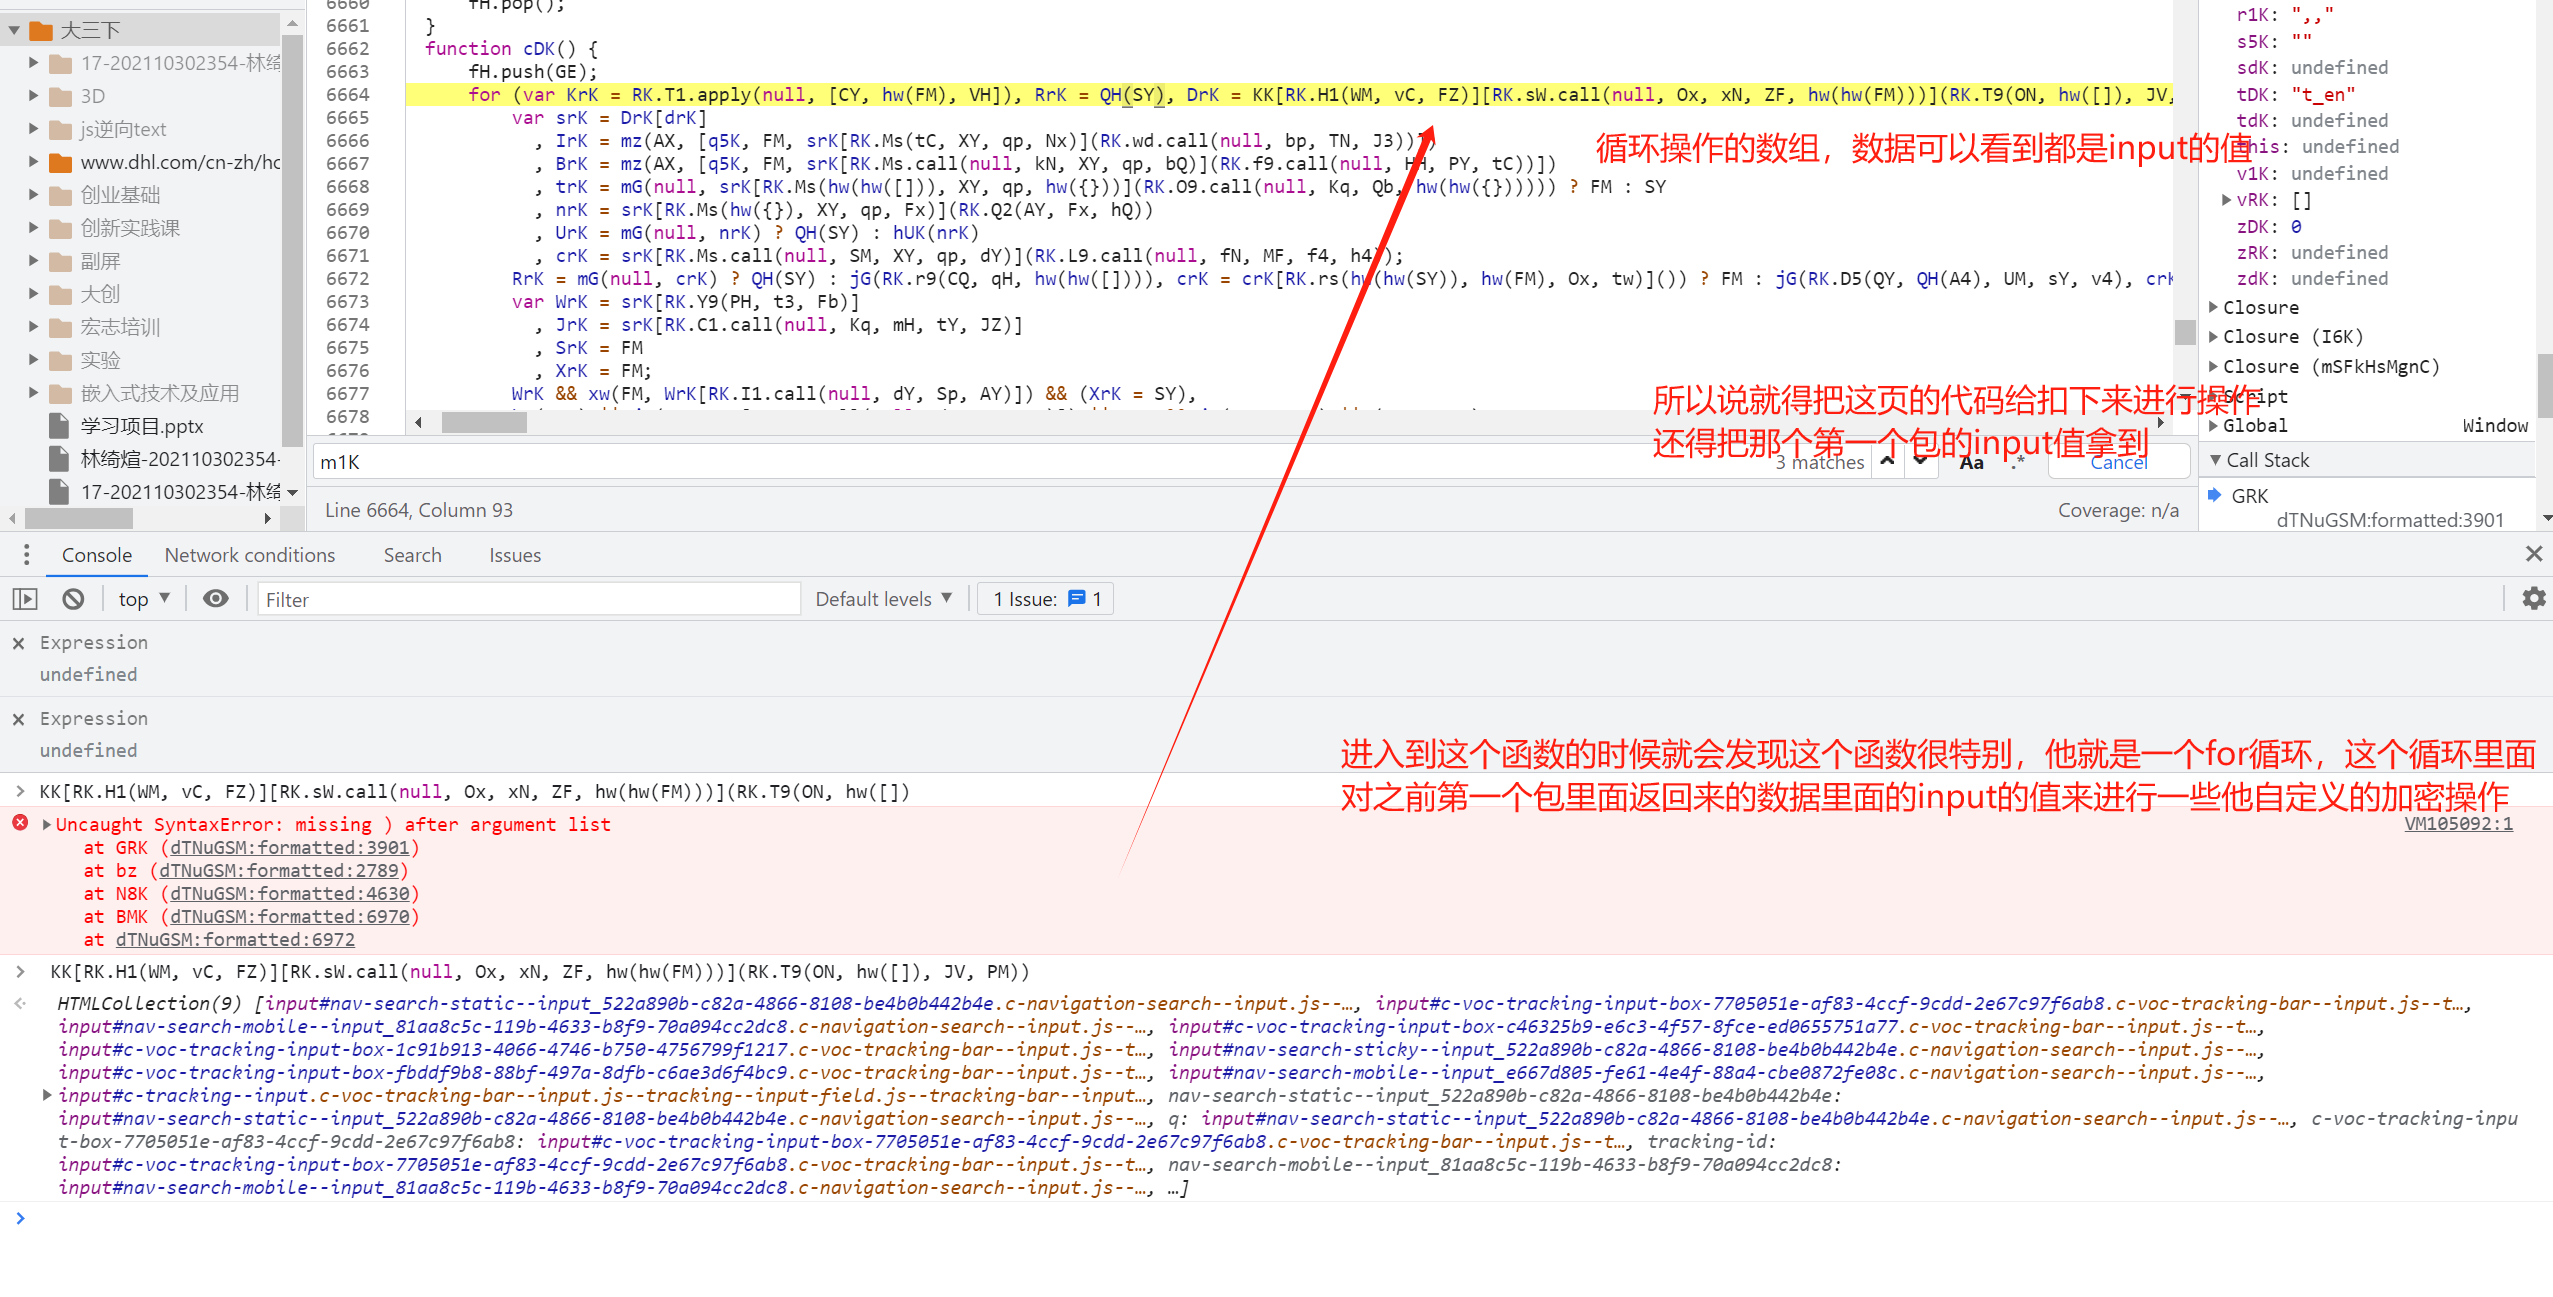 大三下
17-202110302354-林绮
3D
js逆向text
www.dhl.com/cn-zh/hc
创业基础
创新实践课
副屏
大创
宏志培训
实验
嵌入式技术及应用
学习项目.pptx
林绮煊-202110302354-
17-202110302354-林绮
6660 fH.pop();
6661 }
6662 function cDK() {
6663 fH.push(GE);
6664 for (var KrK = RK.T1.apply(null, [CY, hw(FM), VH]), RrK = QH(SY), DrK = KK[RK.H1(WM, vC, FZ)][RK.sW.call(null, Ox, xN, ZF, hw(hw(FM)))](RK.T9(ON, hw([]), JV,
6665 var srK = DrK[drK]
6666 , IrK = mz(AX, [q5K, FM, srK[RK.Ms(tC, XY, qp, Nx)](RK.wd.call(null, bp, TN, J3))])
6667 , BrK = mz(AX, [q5K, FM, srK[RK.Ms.call(null, kN, XY, qp, bQ)](RK.f9.call(null, HH, PY, tC))])
6668 , trK = mG(null, srK[RK.Ms(hw(hw([])), XY, qp, hw({}))](RK.O9.call(null, Kq, Qb, hw(hw({}))))) ? FM : SY
6669 , nrK = srK[RK.Ms(hw({}), XY, qp, Fx)](RK.Q2(AY, Fx, hQ))
6670 , UrK = mG(null, nrK) ? QH(SY) : hUK(nrK)
6671 , crK = srK[RK.Ms.call(null, SM, XY, qp, dY)](RK.L9.call(null, fN, MF, f4, h4));
6672 RrK = mG(null, crK) ? QH(SY) : jG(RK.r9(CQ, qH, hw(hw([]))), crK = crK[RK.rs(hw(hw(SY)), hw(FM), Ox, tw)]()) ? FM : jG(RK.D5(QY, QH(A4), UM, sY, v4), crK
6673 var WrK = srK[RK.Y9(PH, t3, Fb)]
6674 , JrK = srK[RK.C1.call(null, Kq, mH, tY, JZ)]
6675 , SrK = FM
6676 , XrK = FM;
6677 WrK && xw(FM, WrK[RK.I1.call(null, dY, Sp, AY)]) && (XrK = SY),
6678
循环操作的数组，数据可以看到都是input的值
所以说就得把这页的代码给扣下来进行操作
还得把那个第一个包的input值拿到
m1K
3 matches
Aa
.*
Cancel
Line 6664, Column 93
Coverage: n/a
r1K: ",,"
s5K: ""
sdK: undefined
tDK: "t_en"
tdK: undefined
this: undefined
v1K: undefined
vRK: []
zDK: 0
zRK: undefined
zdK: undefined
Closure
Closure (I6K)
Closure (mSFkHsMgnC)
Script
Global Window
Call Stack
GRK
dTNuGSM:formatted:3901
Console Network conditions Search Issues
top
Filter
Default levels
1 Issue: 1
Expression
undefined
Expression
undefined
进入到这个函数的时候就会发现这个函数很特别，他就是一个for循环，这个循环里面
对之前第一个包里面返回来的数据里面的input的值来进行一些他自定义的加密操作
KK[RK.H1(WM, vC, FZ)][RK.sW.call(null, Ox, xN, ZF, hw(hw(FM)))](RK.T9(ON, hw([])
Uncaught SyntaxError: missing ) after argument list VM105092:1
at GRK (dTNuGSM:formatted:3901)
at bz (dTNuGSM:formatted:2789)
at N8K (dTNuGSM:formatted:4630)
at BMK (dTNuGSM:formatted:6970)
at dTNuGSM:formatted:6972
KK[RK.H1(WM, vC, FZ)][RK.sW.call(null, Ox, xN, ZF, hw(hw(FM)))](RK.T9(ON, hw([]), JV, PM))
HTMLCollection(9) [input#nav-search-static--input_522a890b-c82a-4866-8108-be4b0b442b4e.c-navigation-search--input.js--…, input#c-voc-tracking-input-box-7705051e-af83-4ccf-9cdd-2e67c97f6ab8.c-voc-tracking-bar--input.js--t…,
input#nav-search-mobile--input_81aa8c5c-119b-4633-b8f9-70a094cc2dc8.c-navigation-search--input.js--…, input#c-voc-tracking-input-box-c46325b9-e6c3-4f57-8fce-ed0655751a77.c-voc-tracking-bar--input.js--t…,
input#c-voc-tracking-input-box-1c91b913-4066-4746-b750-4756799f1217.c-voc-tracking-bar--input.js--t…, input#nav-search-sticky--input_522a890b-c82a-4866-8108-be4b0b442b4e.c-navigation-search--input.js--…,
input#c-voc-tracking-input-box-fbddf9b8-88bf-497a-8dfb-c6ae3d6f4bc9.c-voc-tracking-bar--input.js--t…, input#nav-search-mobile--input_e667d805-fe61-4e4f-88a4-cbe0872fe08c.c-navigation-search--input.js--…,
input#c-tracking--input.c-voc-tracking-bar--input.js--tracking--input-field.js--tracking-bar--input…, nav-search-static--input_522a890b-c82a-4866-8108-be4b0b442b4e:
input#nav-search-static--input_522a890b-c82a-4866-8108-be4b0b442b4e.c-navigation-search--input.js--…, q: input#nav-search-static--input_522a890b-c82a-4866-8108-be4b0b442b4e.c-navigation-search--input.js--…, c-voc-tracking-inpu
t-box-7705051e-af83-4ccf-9cdd-2e67c97f6ab8: input#c-voc-tracking-input-box-7705051e-af83-4ccf-9cdd-2e67c97f6ab8.c-voc-tracking-bar--input.js--t…, tracking-id:
input#c-voc-tracking-input-box-7705051e-af83-4ccf-9cdd-2e67c97f6ab8.c-voc-tracking-bar--input.js--t…, nav-search-mobile--input_81aa8c5c-119b-4633-b8f9-70a094cc2dc8:
input#nav-search-mobile--input_81aa8c5c-119b-4633-b8f9-70a094cc2dc8.c-navigation-search--input.js--…, …]